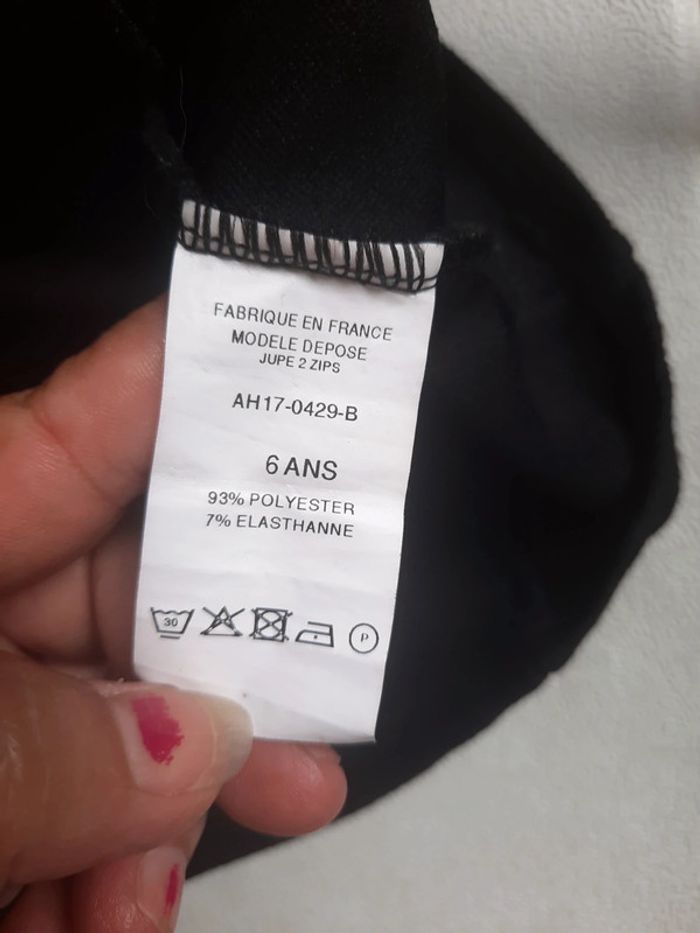 FABRIQUE EN FRANCE
MODELE DEPOSE
JUPE 2 ZIPS
AH17-0429-B
6 ANS
93% POLYESTER
7% ELASTHANNE
30 P